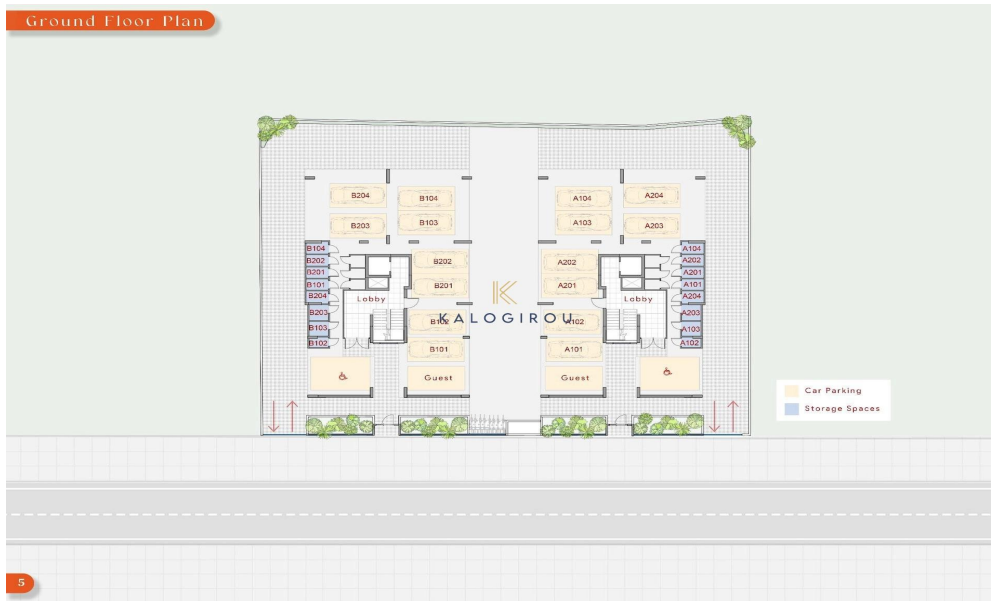 Ground Floor Plan
B204
B104
A104
A204
B203
B103
A103
A203
B104
B202
B201
B101
B204
B203
B103
B102
Lobby
B202
B201
B102
B101
Guest
KALOGIROU
A202
A201
A102
A101
Guest
Lobby
A104
A202
A201
A101
A204
A203
A103
A102
Car Parking
Storage Spaces
5